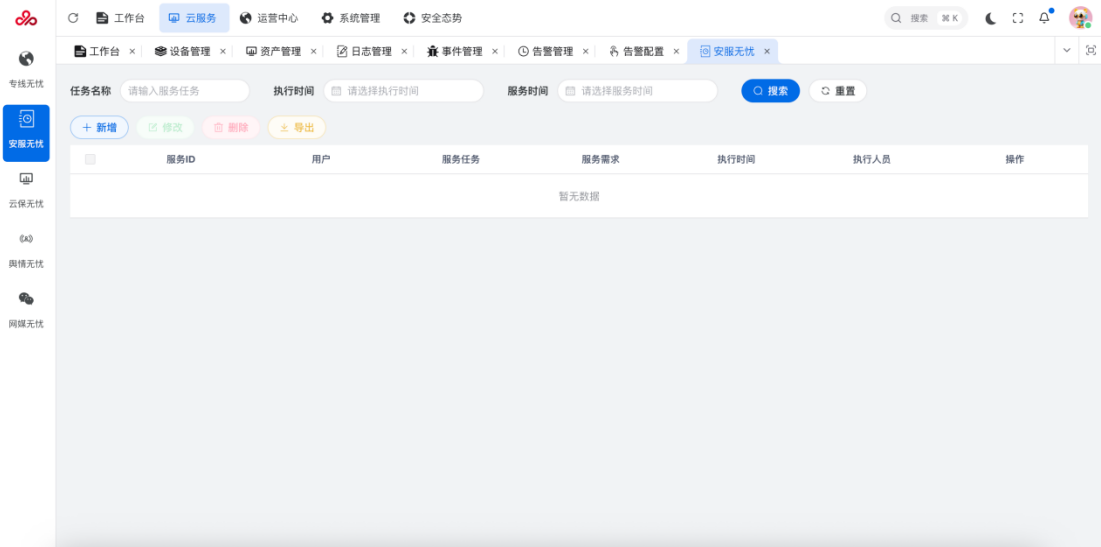 工作台 云服务 运营中心 系统管理 安全态势 搜索 ⌘ K
工作台 × 设备管理 × 资产管理 × 日志管理 × 事件管理 × 告警管理 × 告警配置 × 安服无忧 ×
专线无忧
安服无忧
云保无忧
舆情无忧
网媒无忧
任务名称 请输入服务任务 执行时间 请选择执行时间 服务时间 请选择服务时间 搜索 重置
新增 修改 删除 导出
服务ID 用户 服务任务 服务需求 执行时间 执行人员 操作
暂无数据